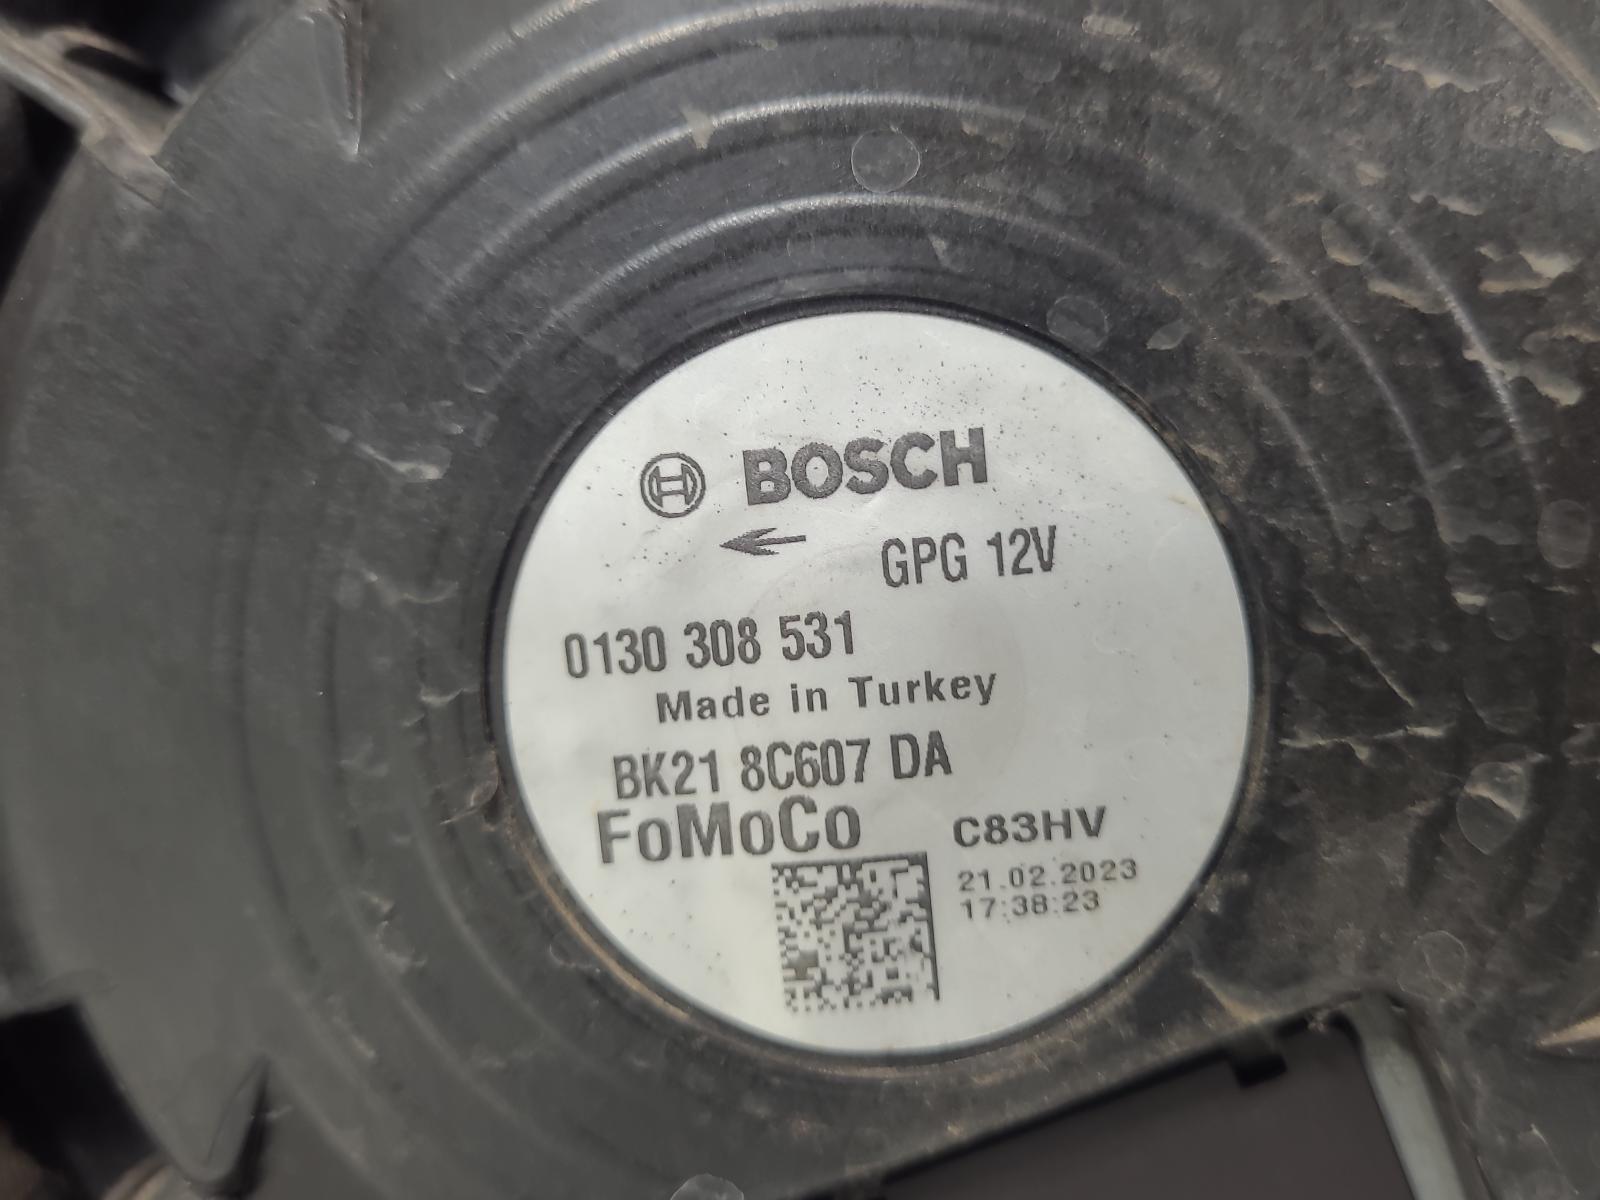 BOSCH
GPG 12V
0130 308 531
Made in Turkey
BK21 8C607 DA
FoMoCo
C83HV
21.02.2023
17:38:23